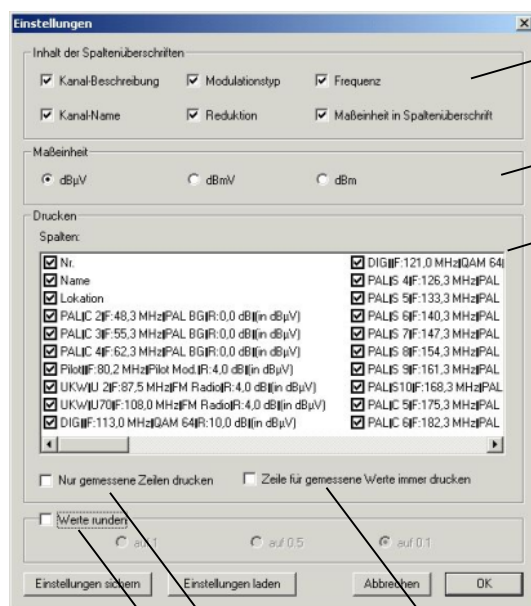 Einstellungen
Inhalt der Spaltenüberschriften
Kanal-Beschreibung Modulationstyp Frequenz
Kanal-Name Reduktion Maßeinheit in Spaltenüberschrift
Maßeinheit
dBµV dBmV dBm
Drucken
Spalten:
Nr.
Name
Lokation
PAL|C 2|F:48,3 MHz|PAL BG|R:0,0 dB|(in dBµV)
PAL|C 3|F:55,3 MHz|PAL BG|R:0,0 dB|(in dBµV)
PAL|C 4|F:62,3 MHz|PAL BG|R:0,0 dB|(in dBµV)
Pilot||F:80,2 MHz|Pilot Mod.|R:4,0 dB|(in dBµV)
UKW|U 2|F:87,5 MHz|FM Radio|R:4,0 dB|(in dBµV)
UKW|U70|F:108,0 MHz|FM Radio|R:4,0 dB|(in dBµV)
DIG||F:113,0 MHz|QAM 64|R:10,0 dB|(in dBµV)
DIG||F:121,0 MHz|QAM 64|
PAL|S 4|F:126,3 MHz|PAL
PAL|S 5|F:133,3 MHz|PAL
PAL|S 6|F:140,3 MHz|PAL
PAL|S 7|F:147,3 MHz|PAL
PAL|S 8|F:154,3 MHz|PAL
PAL|S 9|F:161,3 MHz|PAL
PAL|S10|F:168,3 MHz|PAL
PAL|C 5|F:175,3 MHz|PAL
PAL|C 6|F:182,3 MHz|PAL
Nur gemessene Zeilen drucken Zeile für gemessene Werte immer drucken
Werte runden
auf 1 auf 0.5 auf 0.1
Einstellungen sichern Einstellungen laden Abbrechen OK